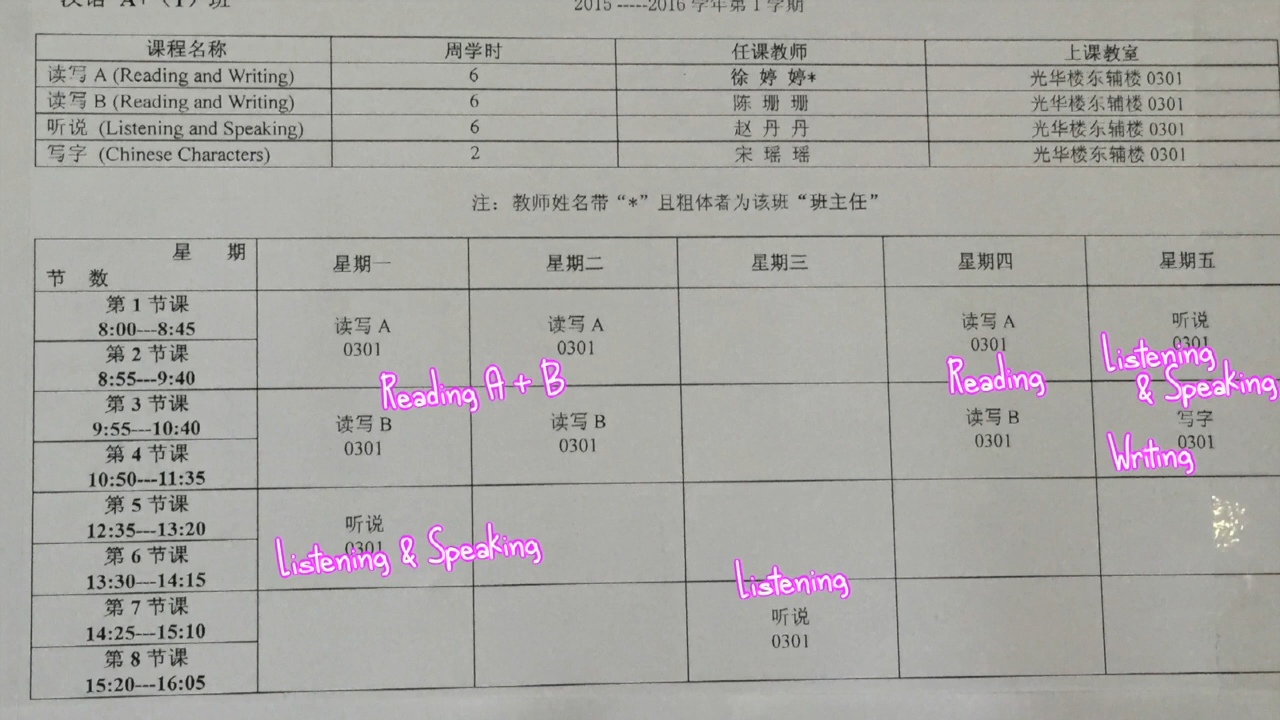 汉语 A+（1）班
2015 -----2016 学年第 1 学期
课程名称 周学时 任课教师 上课教室
读写 A (Reading and Writing) 6 徐 婷 婷* 光华楼东辅楼 0301
读写 B (Reading and Writing) 6 陈 珊 珊 光华楼东辅楼 0301
听说 (Listening and Speaking) 6 赵 丹 丹 光华楼东辅楼 0301
写字 (Chinese Characters) 2 宋 瑶 瑶 光华楼东辅楼 0301
注：教师姓名带“*”且粗体者为该班“班主任”
星 期
节 数
星期一 星期二 星期三 星期四 星期五
第 1 节课
8:00---8:45
读写 A 读写 A 读写 A 听说
0301 0301 0301 0301
第 2 节课
8:55---9:40
Reading A + B
Reading
Listening
& Speaking
第 3 节课
9:55---10:40
读写 B 读写 B 读写 B 写字
0301 0301 0301 0301
Writing
第 4 节课
10:50---11:35
第 5 节课
12:35---13:20
听说
0301
Listening & Speaking
第 6 节课
13:30---14:15
Listening
第 7 节课
14:25---15:10
听说
0301
第 8 节课
15:20---16:05